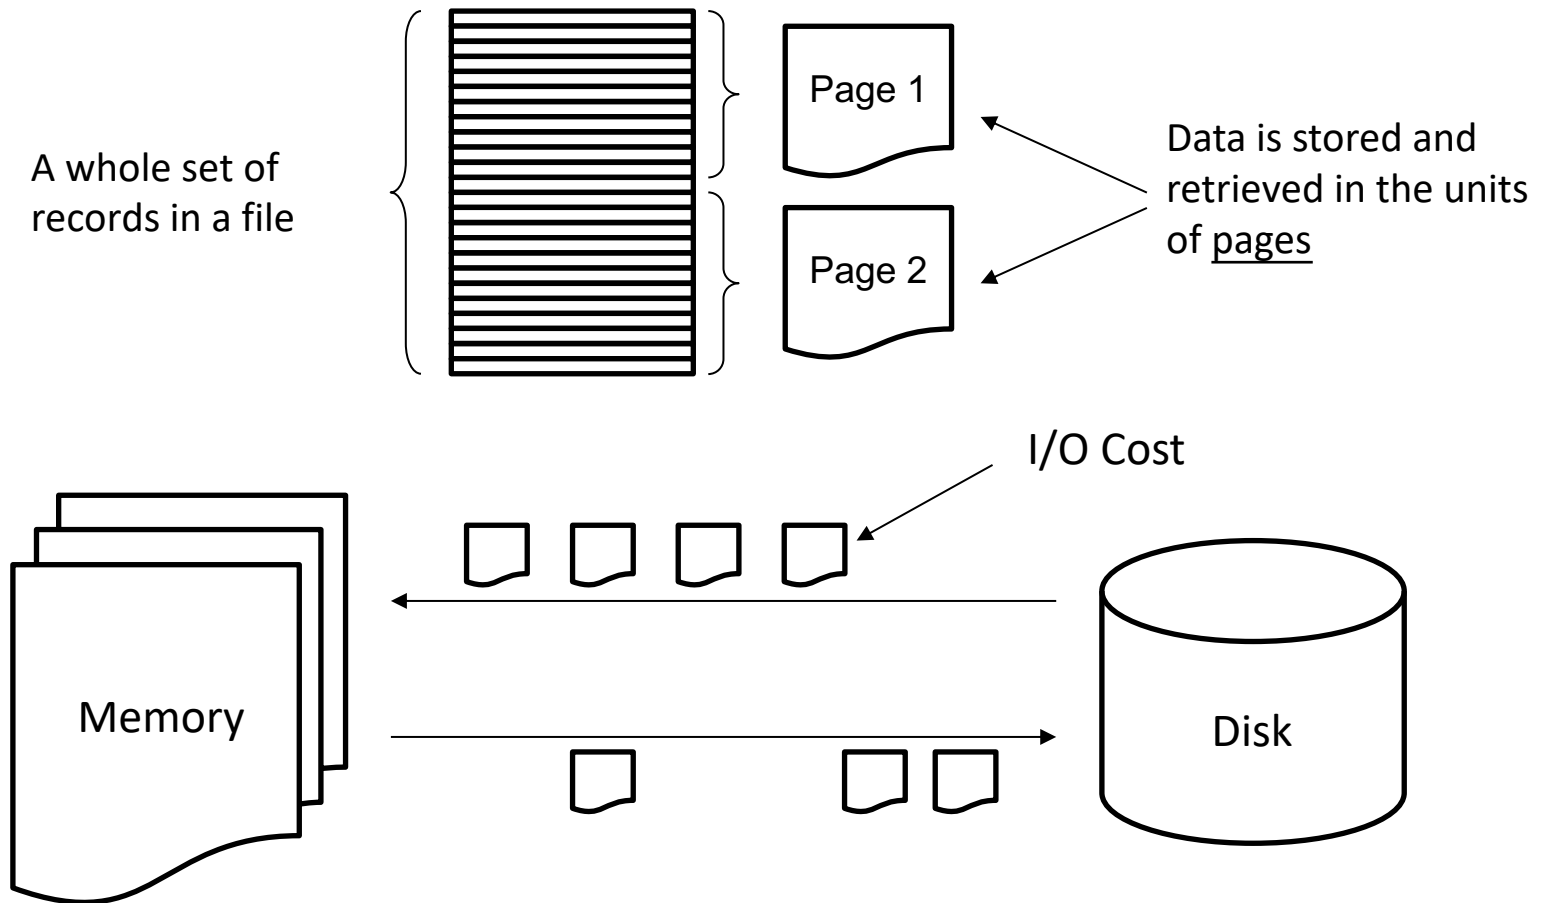 Page 1
A whole set of
records in a file
Data is stored and
retrieved in the units
of pages
Page 2
I/O Cost
Memory
Disk